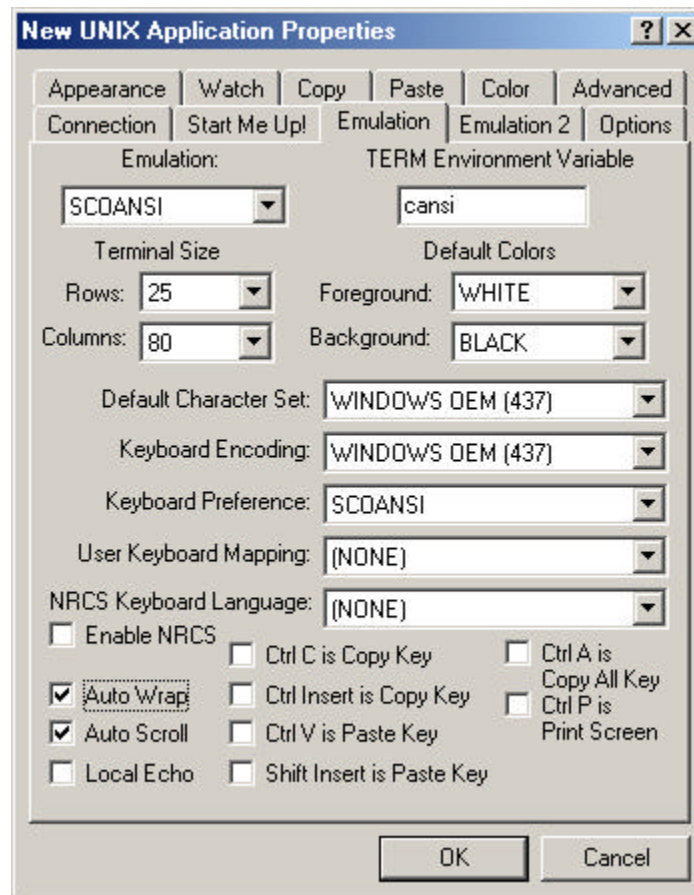 New UNIX Application Properties
Appearance Watch Copy Paste Color Advanced
Connection Start Me Up! Emulation Emulation 2 Options
Emulation: TERM Environment Variable
SCOANSI cansi
Terminal Size Default Colors
Rows: 25 Foreground: WHITE
Columns: 80 Background: BLACK
Default Character Set: WINDOWS OEM (437)
Keyboard Encoding: WINDOWS OEM (437)
Keyboard Preference: SCOANSI
User Keyboard Mapping: (NONE)
NRCS Keyboard Language: (NONE)
Enable NRCS
Ctrl C is Copy Key
Ctrl A is
Copy All Key
Auto Wrap
Ctrl Insert is Copy Key
Ctrl P is
Print Screen
Auto Scroll
Ctrl V is Paste Key
Local Echo
Shift Insert is Paste Key
OK Cancel